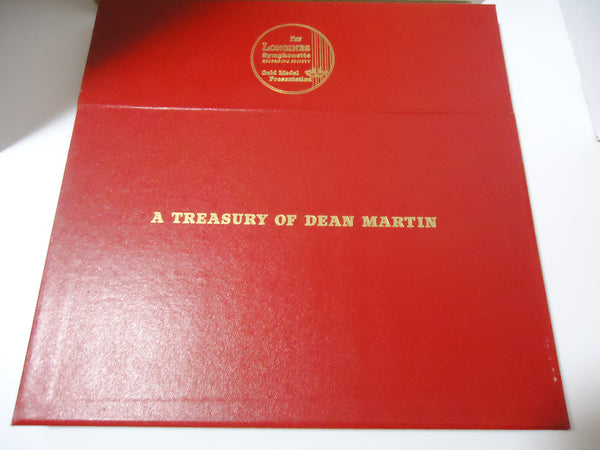 The
LONGINES
Symphonette
RECORDING SOCIETY
Gold Medal
Presentation
A TREASURY OF DEAN MARTIN